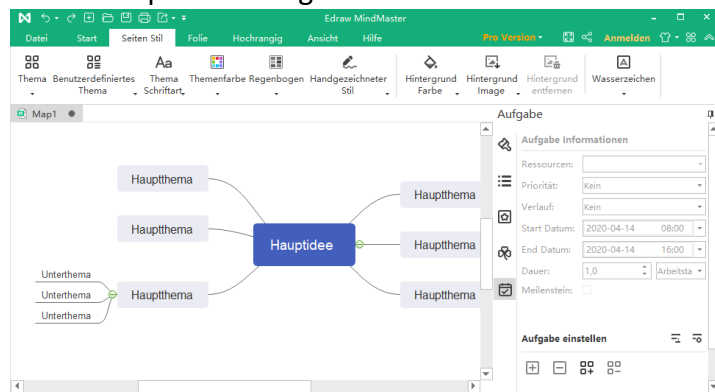 Edraw MindMaster
Datei Start Seiten Stil Folie Hochrangig Ansicht Hilfe Pro Version Anmelden
Thema Benutzerdefiniertes Thema Themenfarbe Regenbogen Handgezeichneter Hintergrund Hintergrund Hintergrund Wasserzeichen
Thema Schriftart Stil Farbe Image entfernen
Map1
Aufgabe
Aufgabe Informationen
Ressourcen:
Priorität: Kein
Verlauf: Kein
Start Datum: 2020-04-14 08:00
End Datum: 2020-04-14 16:00
Dauer: 1,0 Arbeitsta
Meilenstein:
Aufgabe einstellen
Hauptthema
Hauptthema
Hauptthema
Unterthema
Unterthema
Unterthema
Hauptidee
Hauptthema
Hauptthema
Hauptthema